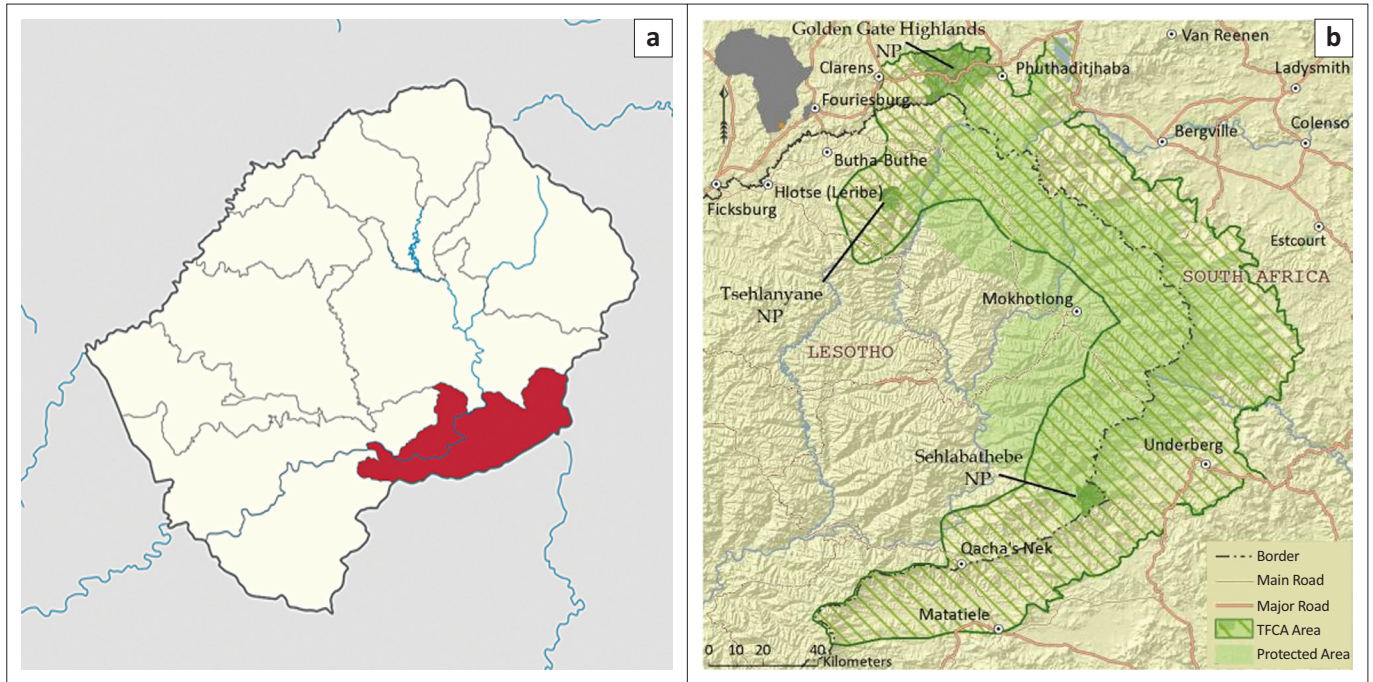 a
b
Golden Gate Highlands
NP
Van Reenen
Clarens
Phuthaditjhaba
Ladysmith
Fouriesburg
Bergville
Colenso
Butha-Buthe
Hlotse (Leribe)
Ficksburg
Estcourt
SOUTH AFRICA
Tsehlanyane
NP
Mokhotlong
LESOTHO
Sehlabathebe
NP
Underberg
Qacha's Nek
Matatiele
0 10 20 40
Kilometers
Border
Main Road
Major Road
TFCA Area
Protected Area